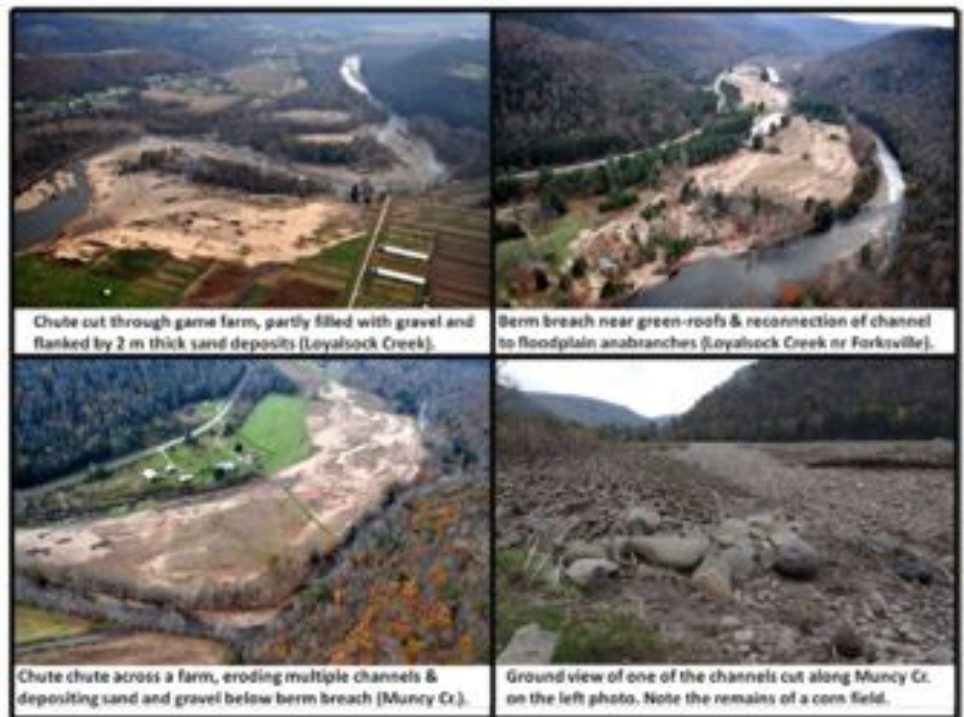 Chute cut through game farm, partly filled with gravel and
flanked by 2 m thick sand deposits (Loyalsock Creek).
Berm breach near green-roofs & reconnection of channel
to floodplain anabranches (Loyalsock Creek nr Forksville).
Chute chute across a farm, eroding multiple channels &
depositing sand and gravel below berm breach (Muncy Cr.).
Ground view of one of the channels cut along Muncy Cr.
on the left photo. Note the remains of a corn field.